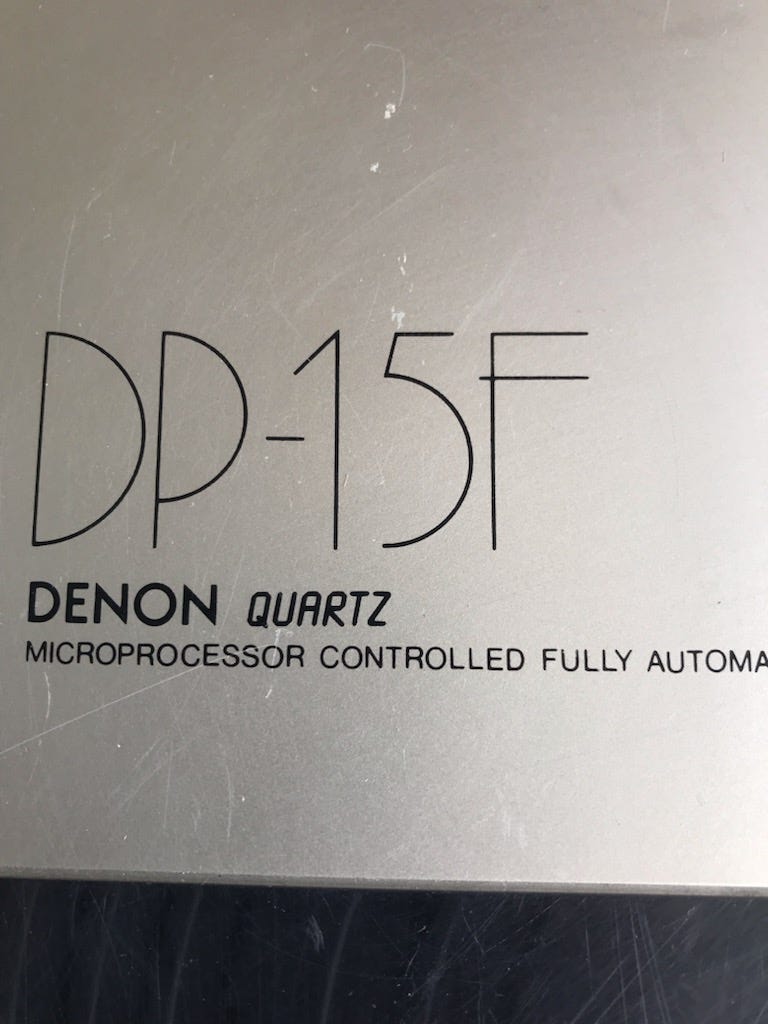 DP-15F
DENON QUARTZ
MICROPROCESSOR CONTROLLED FULLY AUTOMA